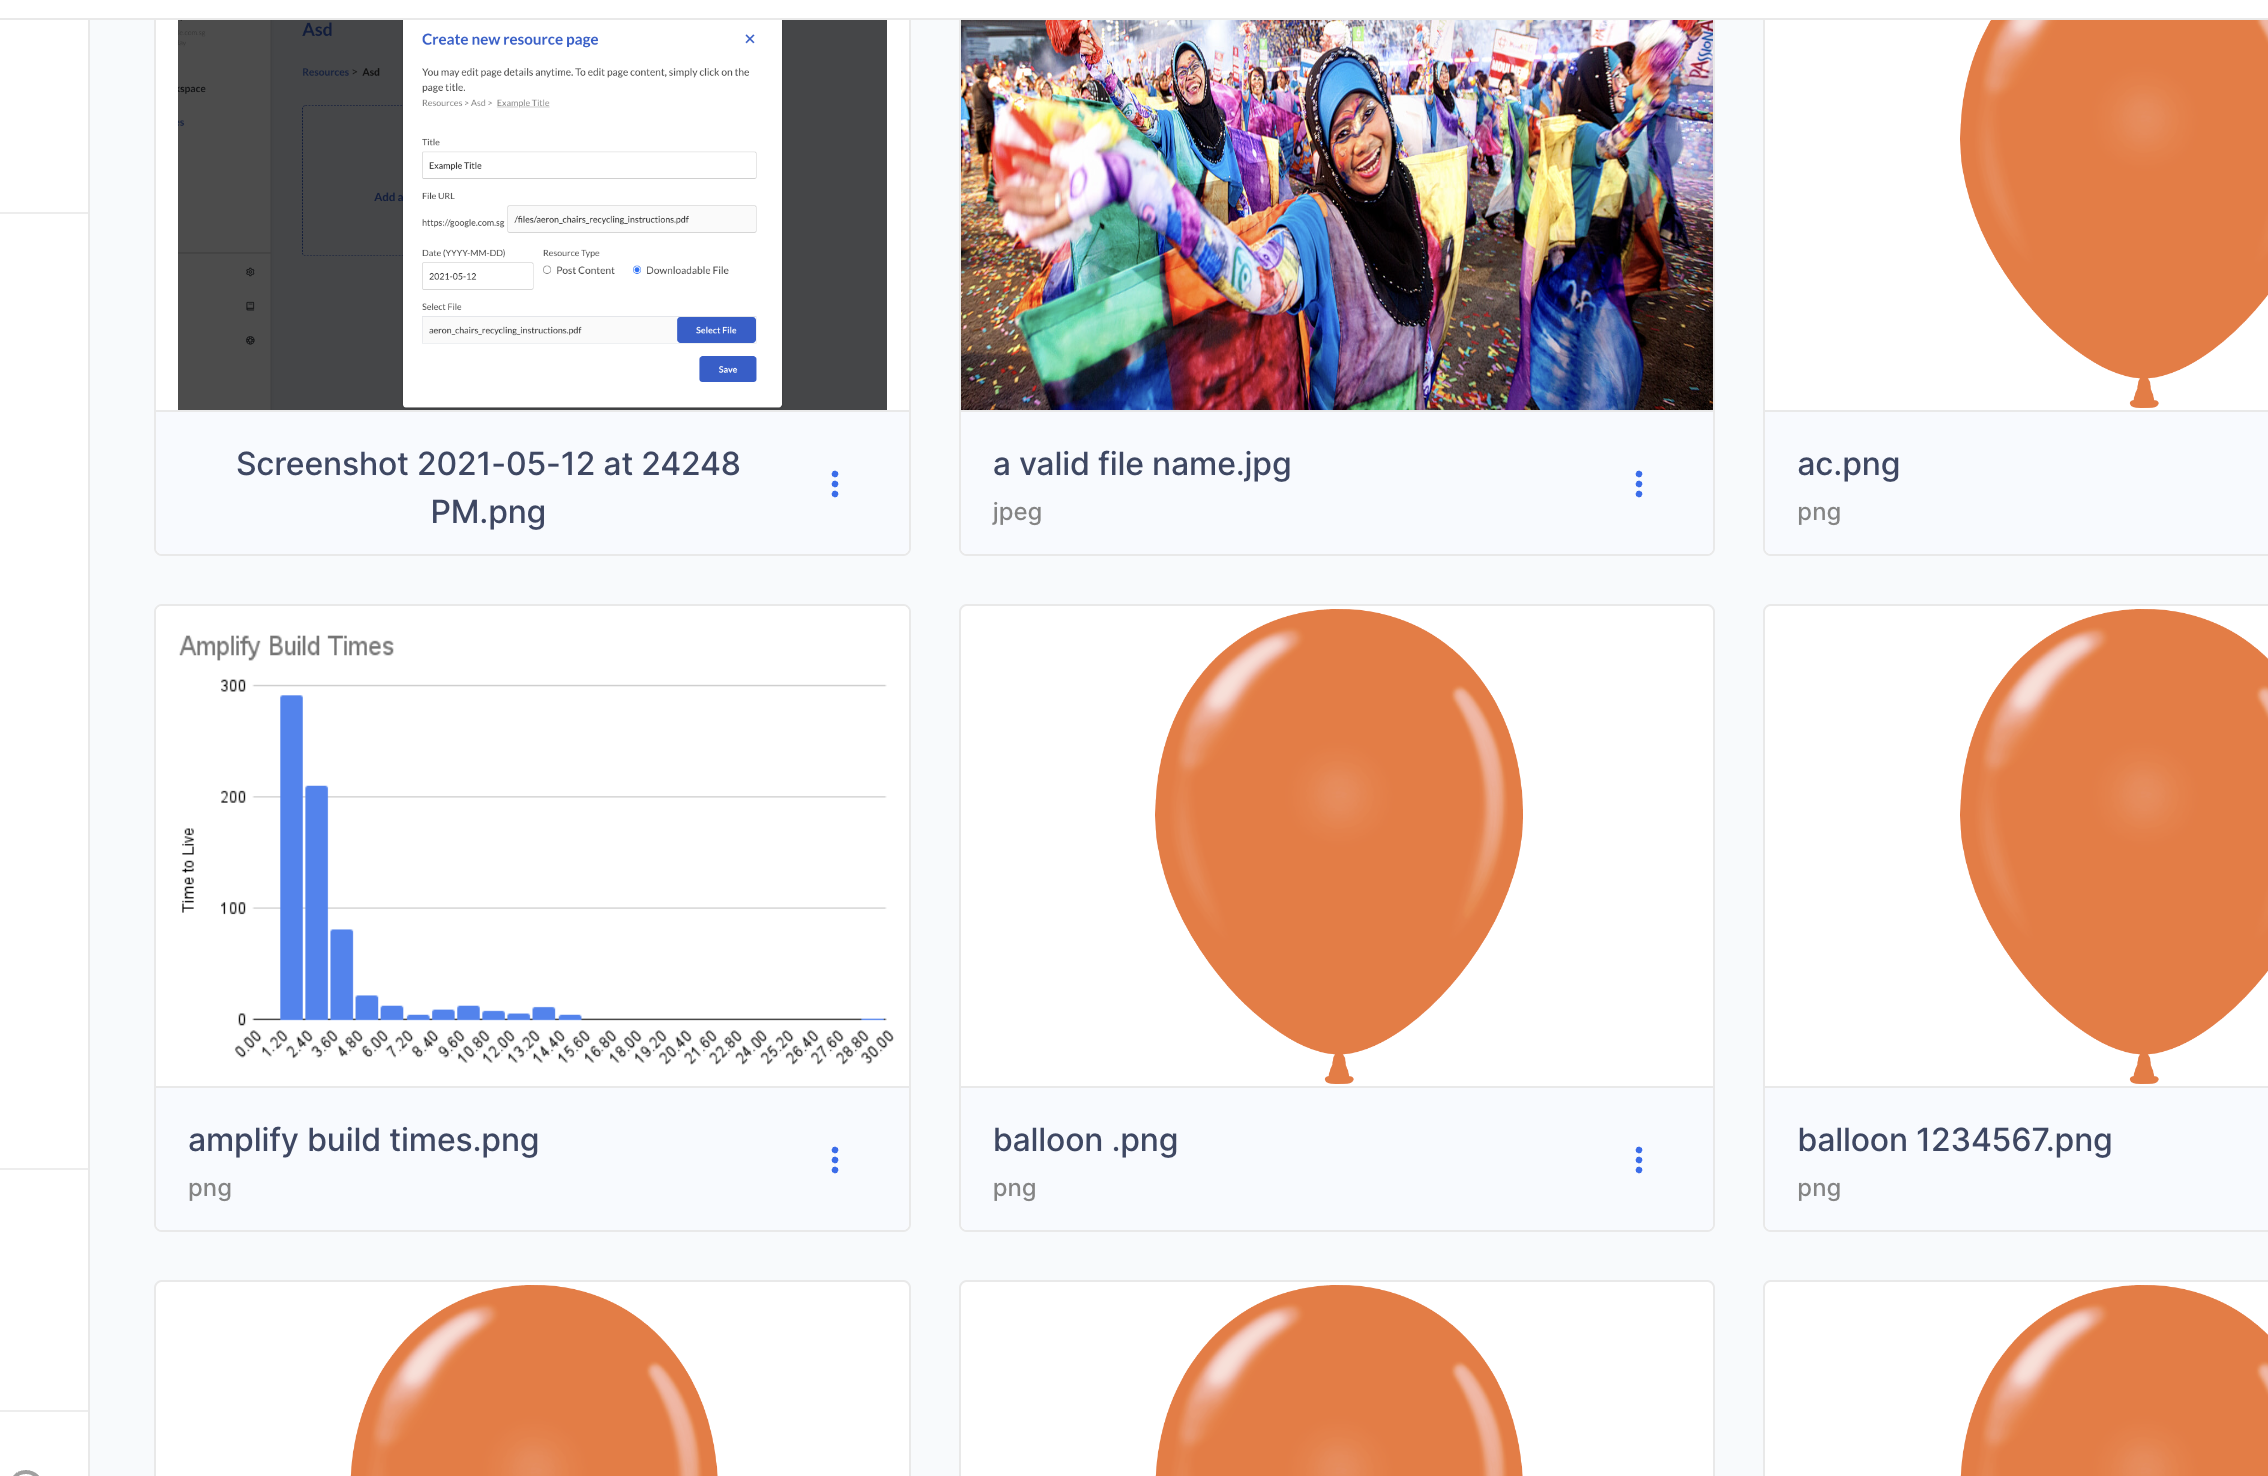 Asd
Resources > Asd
space
Add a
Create new resource page
You may edit page details anytime. To edit page content, simply click on the
page title.
Resources > Asd > Example Title
Title
Example Title
File URL
https://google.com.sg /files/aeron_chairs_recycling_instructions.pdf
Date (YYYY-MM-DD) Resource Type
2021-05-12 Post Content Downloadable File
Select File
aeron_chairs_recycling_instructions.pdf Select File
Save
Screenshot 2021-05-12 at 24248
PM.png
PAssionA
a valid file name.jpg
jpeg
ac.png
png
Amplify Build Times
300
200
100
0
Time to Live
0.00 1.20 2.40 3.60 4.80 6.00 7.20 8.40 9.60 10.80 12.00 13.20 14.40 15.60 16.80 18.00 19.20 20.40 21.60 22.80 24.00 25.20 26.40 27.60 28.80 30.00
amplify build times.png
png
balloon .png
png
balloon 1234567.png
png